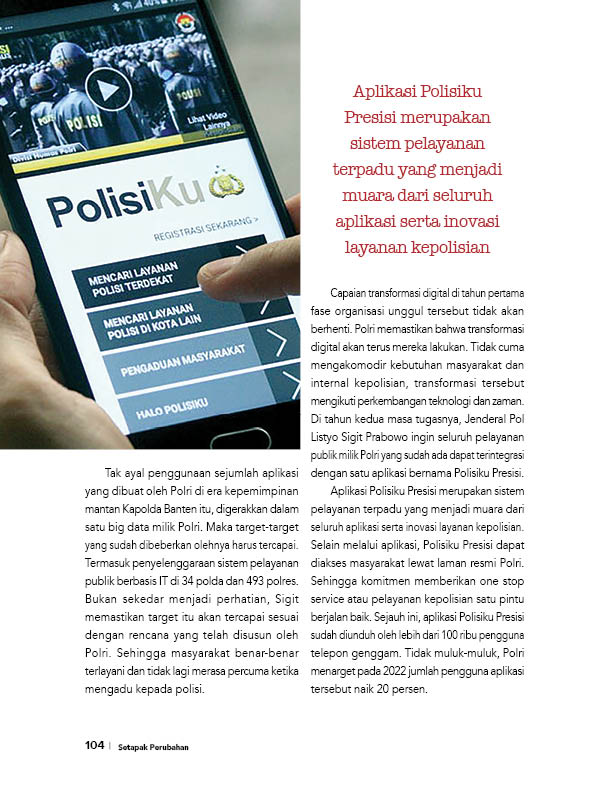 4G 40%
SI
POLISI
Lihat Video
Lainnya
Divisi Humas Polri
PolisiKu
REGISTRASI SEKARANG >
MENCARI LAYANAN
POLISI TERDEKAT
MENCARI LAYANAN
POLISI DI KOTA LAIN
PENGADUAN MASYARAKAT
HALO POLISIKU
Aplikasi Polisiku
Presisi merupakan
sistem pelayanan
terpadu yang menjadi
muara dari seluruh
aplikasi serta inovasi
layanan kepolisian
Tak ayal penggunaan sejumlah aplikasi
yang dibuat oleh Polri di era kepemimpinan
mantan Kapolda Banten itu, digerakkan dalam
satu big data milik Polri. Maka target-target
yang sudah dibeberkan olehnya harus tercapai.
Termasuk penyelenggaraan sistem pelayanan
publik berbasis IT di 34 polda dan 493 polres.
Bukan sekedar menjadi perhatian, Sigit
memastikan target itu akan tercapai sesuai
dengan rencana yang telah disusun oleh
Polri. Sehingga masyarakat benar-benar
terlayani dan tidak lagi merasa percuma ketika
mengadu kepada polisi.
Capaian transformasi digital di tahun pertama
fase organisasi unggul tersebut tidak akan
berhenti. Polri memastikan bahwa transformasi
digital akan terus mereka lakukan. Tidak cuma
mengakomodir kebutuhan masyarakat dan
internal kepolisian, transformasi tersebut
mengikuti perkembangan teknologi dan zaman.
Di tahun kedua masa tugasnya, Jenderal Pol
Listyo Sigit Prabowo ingin seluruh pelayanan
publik milik Polri yang sudah ada dapat terintegrasi
dengan satu aplikasi bernama Polisiku Presisi.
Aplikasi Polisiku Presisi merupakan sistem
pelayanan terpadu yang menjadi muara dari
seluruh aplikasi serta inovasi layanan kepolisian.
Selain melalui aplikasi, Polisiku Presisi dapat
diakses masyarakat lewat laman resmi Polri.
Sehingga komitmen memberikan one stop
service atau pelayanan kepolisian satu pintu
berjalan baik. Sejauh ini, aplikasi Polisiku Presisi
sudah diunduh oleh lebih dari 100 ribu pengguna
telepon genggam. Tidak muluk-muluk, Polri
menarget pada 2022 jumlah pengguna aplikasi
tersebut naik 20 persen.
104 | Setapak Perubahan